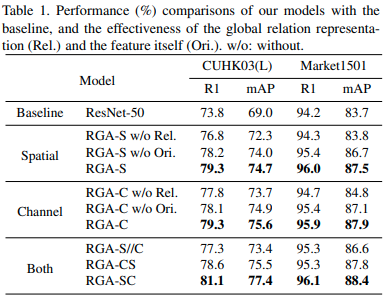 Table 1. Performance (%) comparisons of our models with the
baseline, and the effectiveness of the global relation representa-
tion (Rel.) and the feature itself (Ori.). w/o: without.
Model CUHK03(L) Market1501
R1 mAP R1 mAP
Baseline ResNet-50 73.8 69.0 94.2 83.7
Spatial RGA-S w/o Rel. 76.8 72.3 94.3 83.8
RGA-S w/o Ori. 78.2 74.0 95.4 86.7
RGA-S 79.3 74.7 96.0 87.5
Channel RGA-C w/o Rel. 77.8 73.7 94.7 84.8
RGA-C w/o Ori. 78.1 74.9 95.4 87.1
RGA-C 79.3 75.6 95.9 87.9
Both RGA-S//C 77.3 73.4 95.3 86.6
RGA-CS 78.6 75.5 95.3 87.8
RGA-SC 81.1 77.4 96.1 88.4